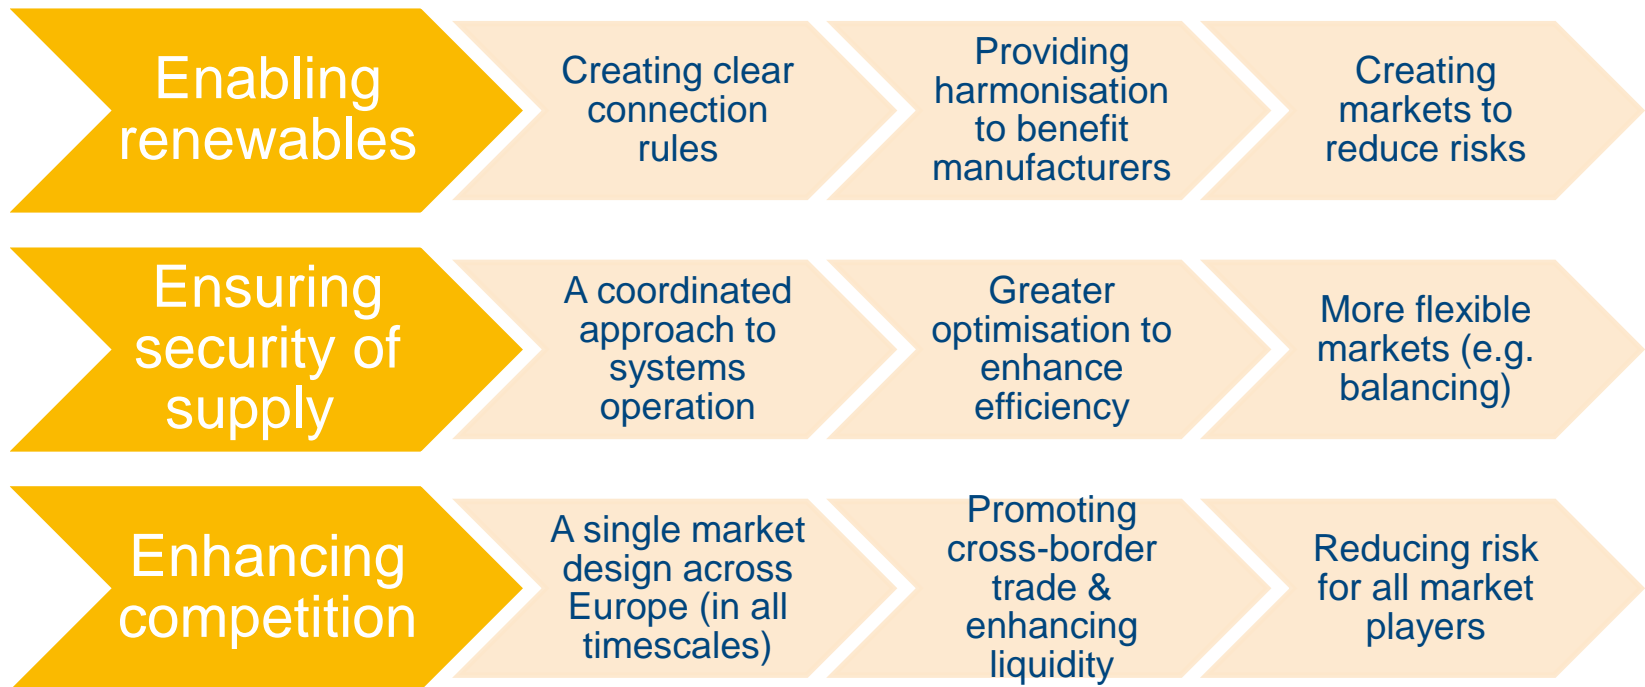 Enabling
renewables
Creating clear
connection
rules
Providing
harmonisation
to benefit
manufacturers
Creating
markets to
reduce risks
Ensuring
security of
supply
A coordinated
approach to
systems
operation
Greater
optimisation to
enhance
efficiency
More flexible
markets (e.g.
balancing)
Enhancing
competition
A single market
design across
Europe (in all
timescales)
Promoting
cross-border
trade &
enhancing
liquidity
Reducing risk
for all market
players